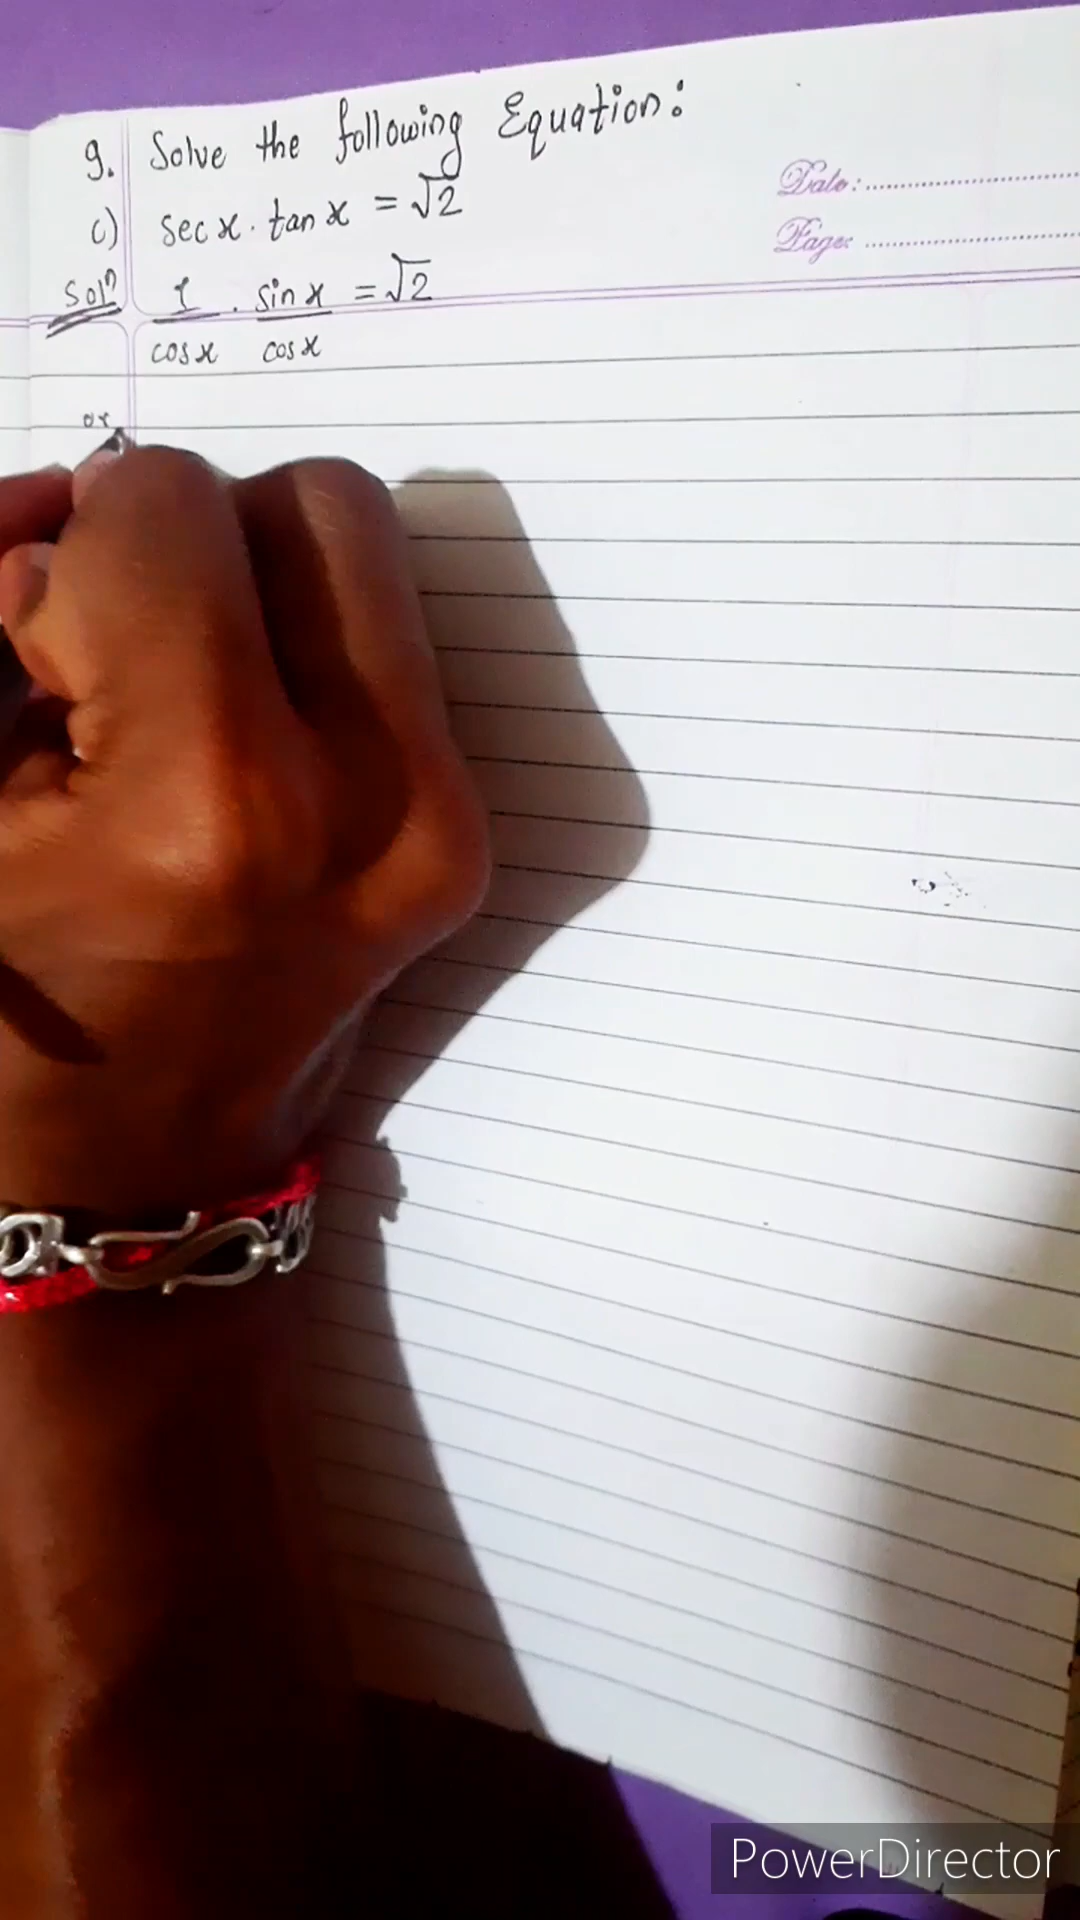 9. Solve the following Equation:
Date:
c) sec x . tan x = √2
Page:
Solⁿ 1/cos x . sin x/cos x = √2
or
PowerDirector